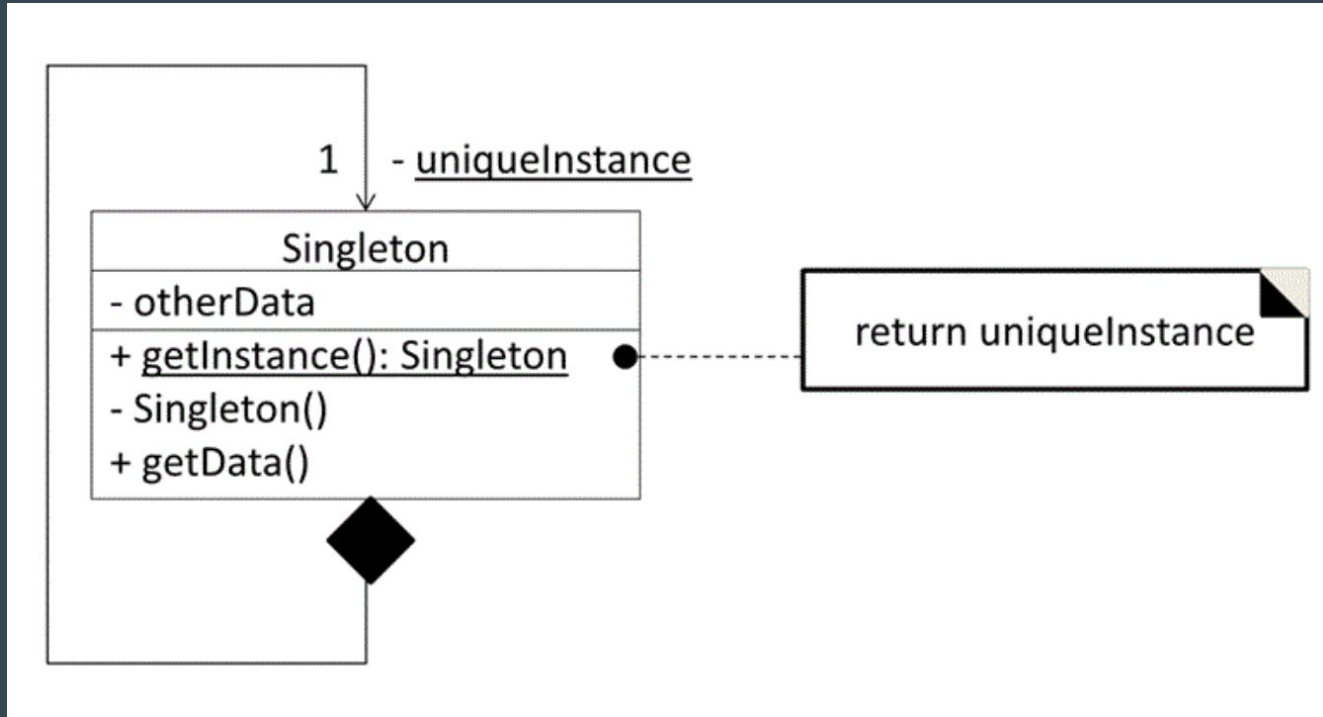 1 - uniqueInstance
Singleton
- otherData
+ getInstance(): Singleton
- Singleton()
+ getData()
return uniqueInstance